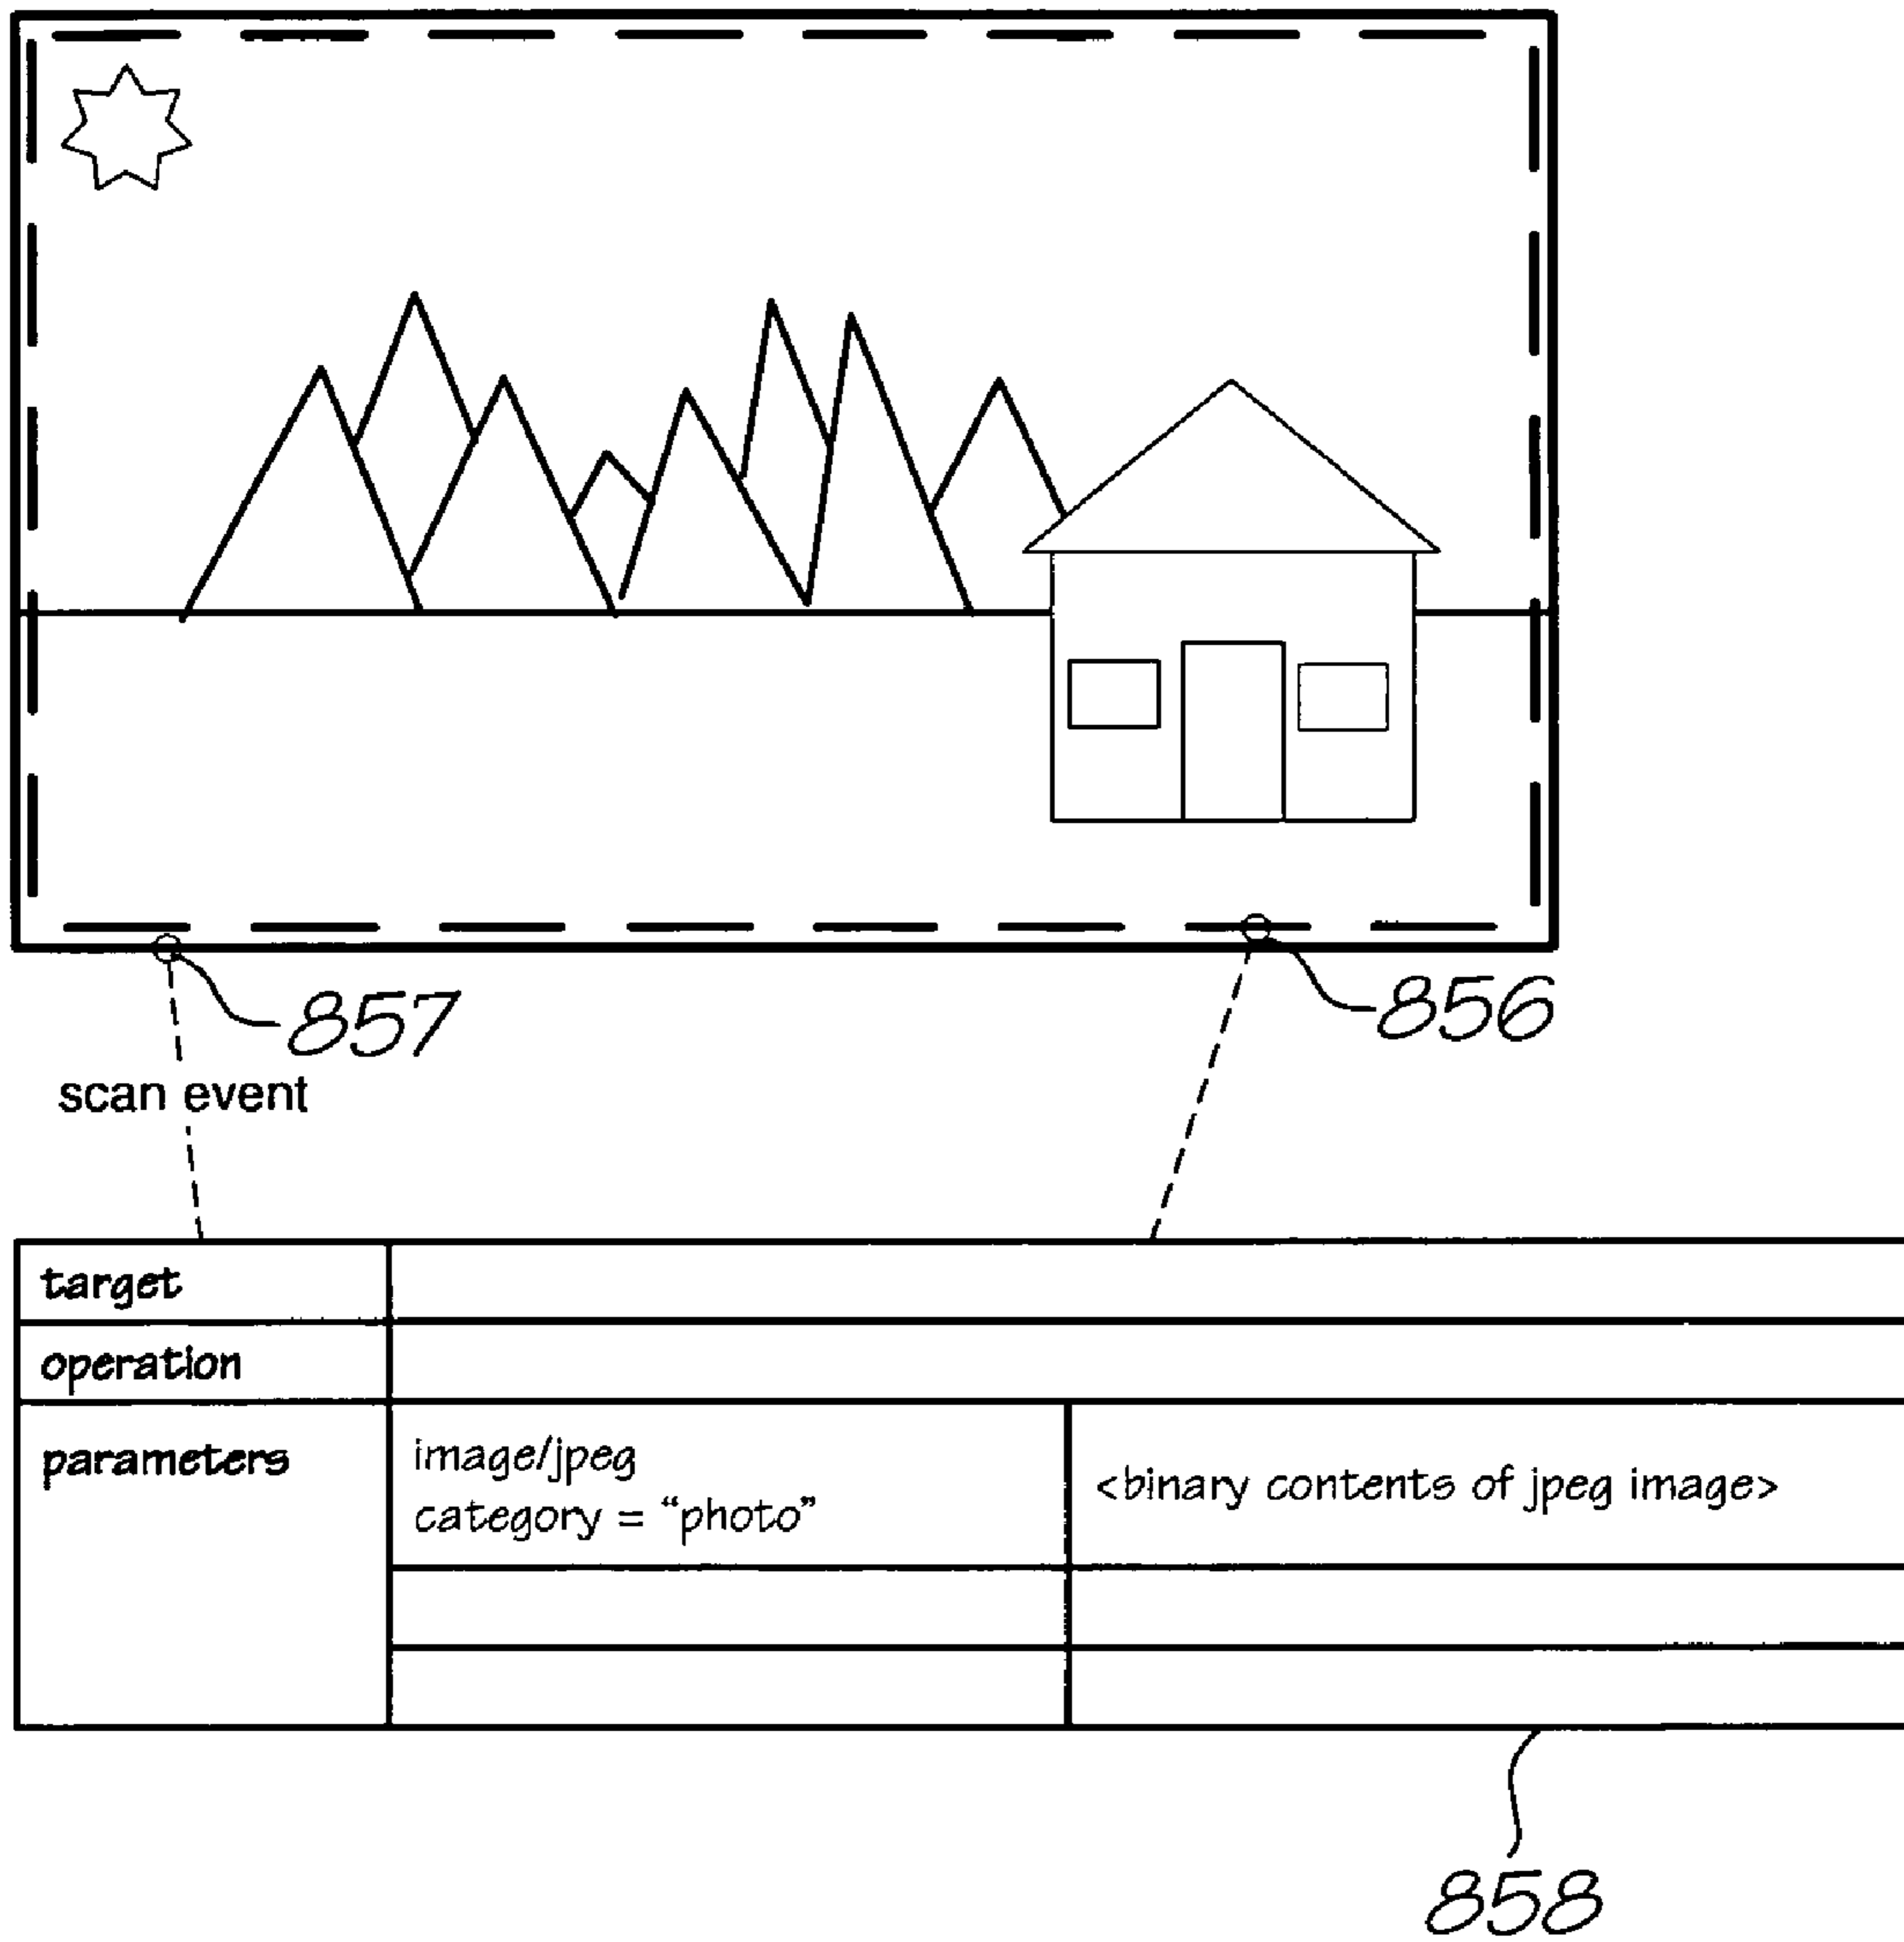 857
856
scan event
target
operation
parameters
image/jpeg
category = “photo”
<binary contents of jpeg image>
858